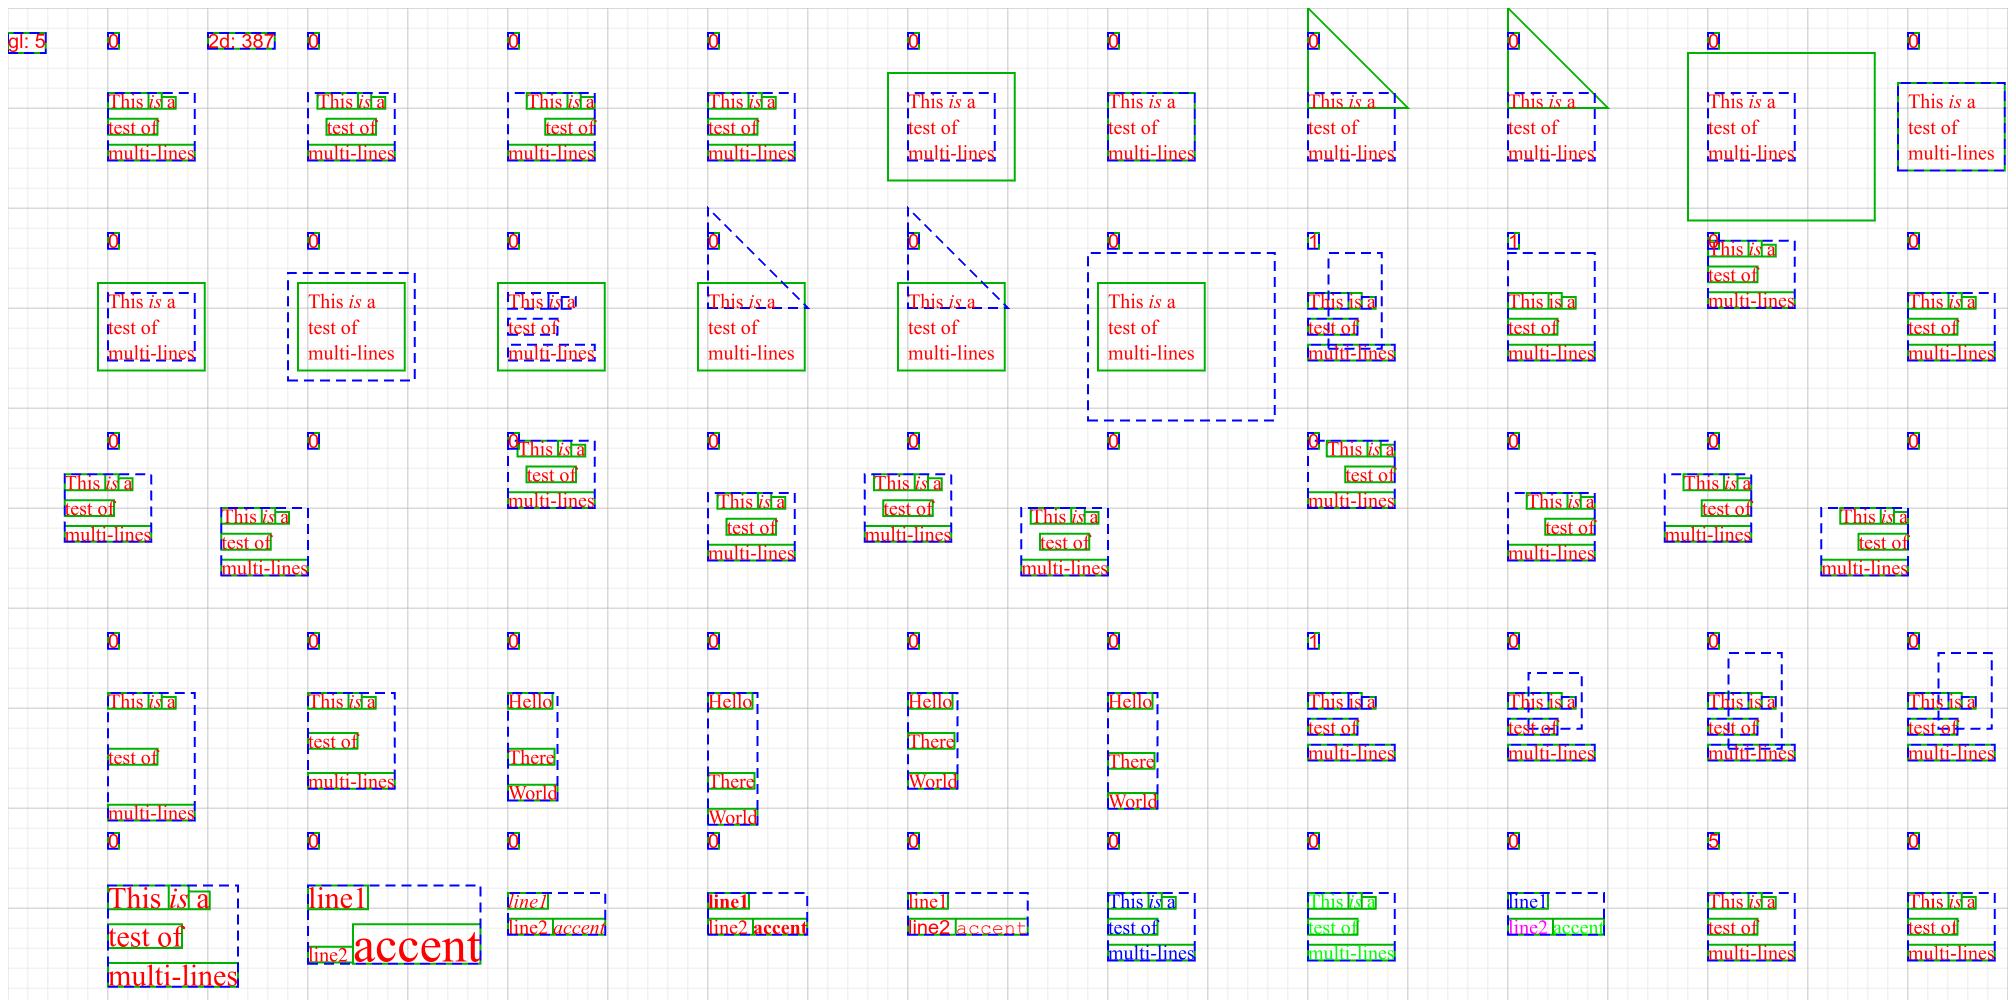 gl: 5 0 2d: 387 0 0 0 0 0 0 0 0 0
This is a This is a This is a This is a This is a This is a This is a This is a This is a This is a
test of test of test of test of test of test of test of test of test of test of
multi-lines multi-lines multi-lines multi-lines multi-lines multi-lines multi-lines multi-lines multi-lines multi-lines
0 0 0 0 0 0 1 1 0 0
This is a This is a This is a This is a This is a This is a This is a This is a This is a This is a
test of test of test of test of test of test of test of test of test of test of
multi-lines multi-lines multi-lines multi-lines multi-lines multi-lines multi-lines multi-lines multi-lines multi-lines
0 0 0 0 0 0 0 0 0 0
This is a This is a This is a This is a This is a This is a This is a This is a This is a This is a
test of test of test of test of test of test of test of test of test of test of
multi-lines multi-lines multi-lines multi-lines multi-lines multi-lines multi-lines multi-lines multi-lines multi-lines
0 0 0 0 0 0 1 0 0 0
This is a This is a Hello Hello Hello Hello This is a This is a This is a This is a
test of test of There There There There test of test of test of test of
multi-lines multi-lines World World World World multi-lines multi-lines multi-lines multi-lines
0 0 0 0 0 0 0 0 5 0
This is a line1 line1 line1 line1 This is a This is a line1 This is a This is a
test of line2 accent line2 accent line2 accent line2 accent test of test of line2 accent test of test of
multi-lines multi-lines multi-lines multi-lines multi-lines